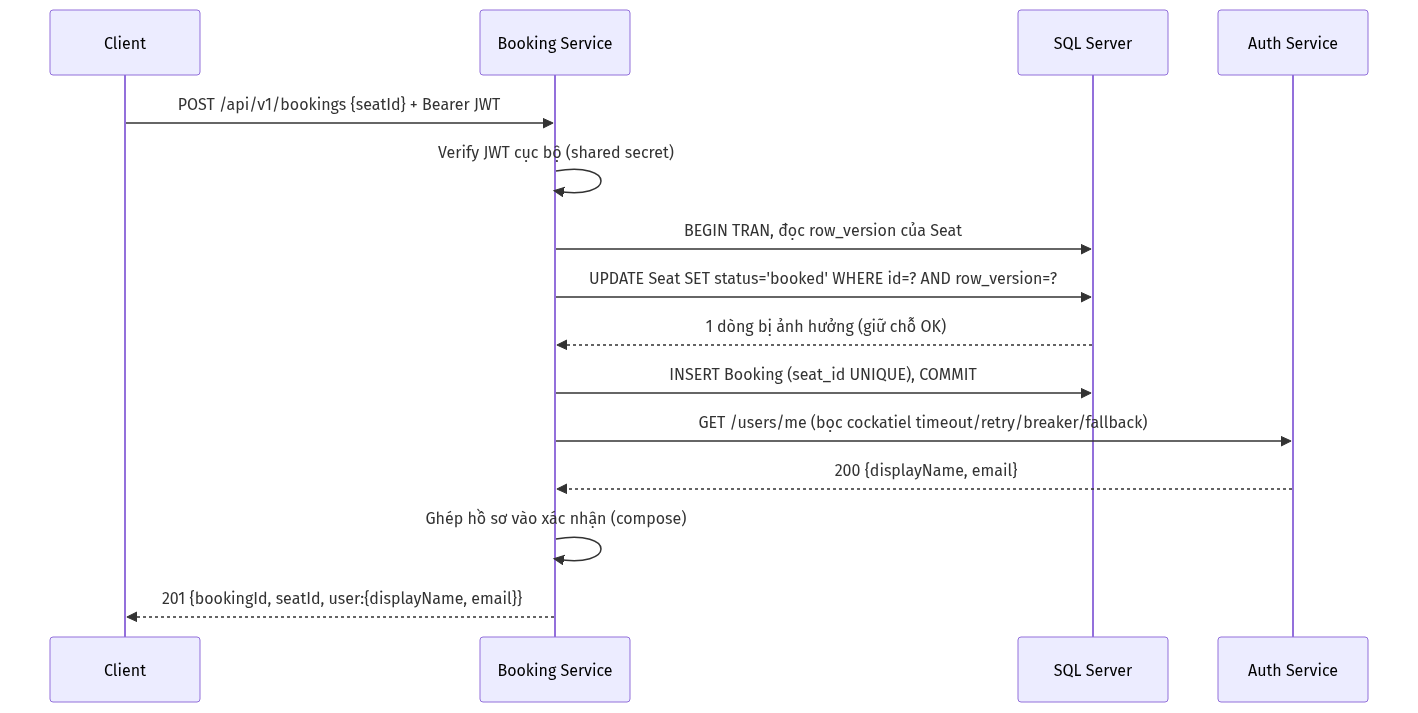 Client
Booking Service
SQL Server
Auth Service
POST /api/v1/bookings {seatId} + Bearer JWT
Verify JWT cục bộ (shared secret)
BEGIN TRAN, đọc row_version của Seat
UPDATE Seat SET status='booked' WHERE id=? AND row_version=?
1 dòng bị ảnh hưởng (giữ chỗ OK)
INSERT Booking (seat_id UNIQUE), COMMIT
GET /users/me (bọc cockatiel timeout/retry/breaker/fallback)
200 {displayName, email}
Ghép hồ sơ vào xác nhận (compose)
201 {bookingId, seatId, user:{displayName, email}}
Client
Booking Service
SQL Server
Auth Service